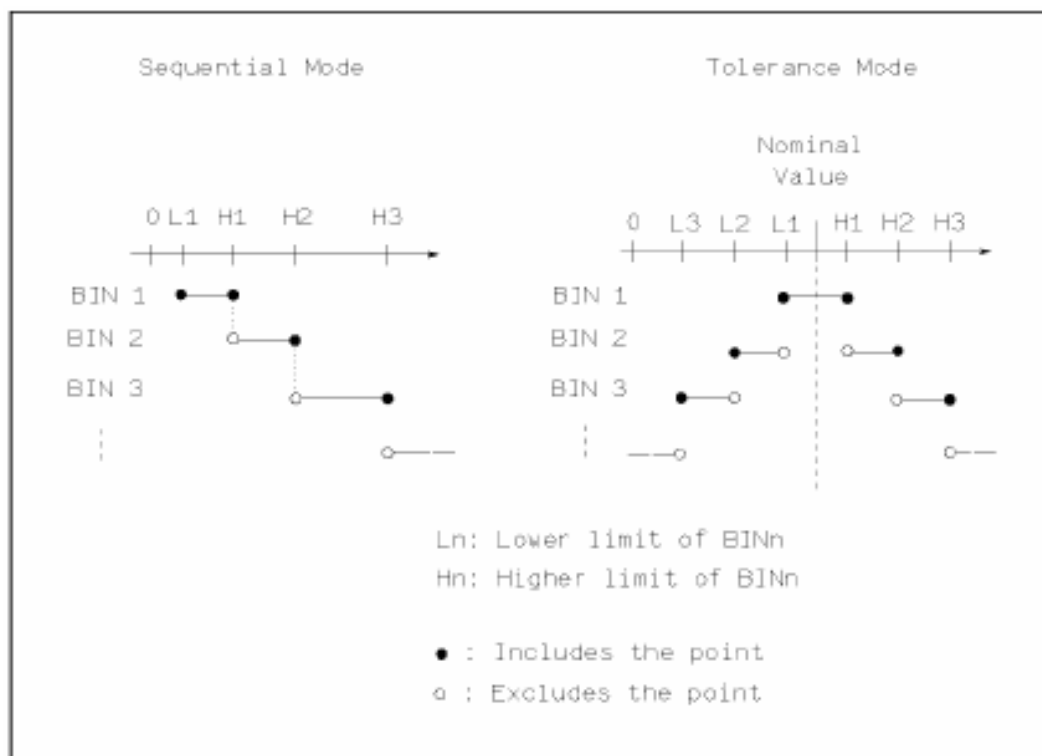 Sequential Mode
Tolerance Mode
Nominal
Value
0 L1 H1 H2 H3
0 L3 L2 L1 H1 H2 H3
BIN 1
BIN 1
BIN 2
BIN 2
BIN 3
BIN 3
Ln: Lower limit of BINn
Hn: Higher limit of BINn
● : Includes the point
○ : Excludes the point